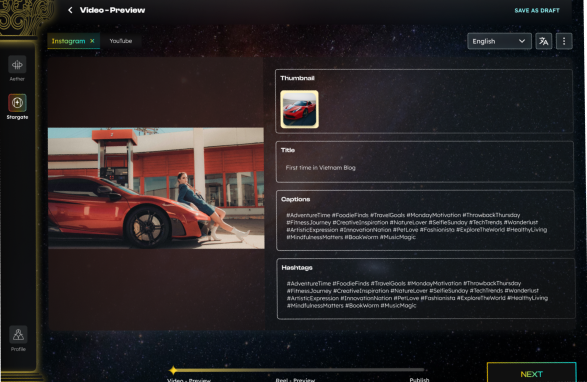 Video - Preview
SAVE AS DRAFT
Instagram ×
YouTube
English
Aether
Stargate
Profile
Thumbnail
Title
First time in Vietnam Blog
Captions
#AdventureTime #FoodieFinds #TravelGoals #MondayMotivation #ThrowbackThursday
#FitnessJourney #CreativeInspiration #NatureLover #SelfieSunday #TechTrends #Wanderlust
#ArtisticExpression #InnovationNation #PetLove #Fashionista #ExploreTheWorld #HealthyLiving
#MindfulnessMatters #BookWorm #MusicMagic
Hashtags
#AdventureTime #FoodieFinds #TravelGoals #MondayMotivation #ThrowbackThursday
#FitnessJourney #CreativeInspiration #NatureLover #SelfieSunday #TechTrends #Wanderlust
#ArtisticExpression #InnovationNation #PetLove #Fashionista #ExploreTheWorld #HealthyLiving
#MindfulnessMatters #BookWorm #MusicMagic
Video - Preview
Reel - Preview
Publish
NEXT